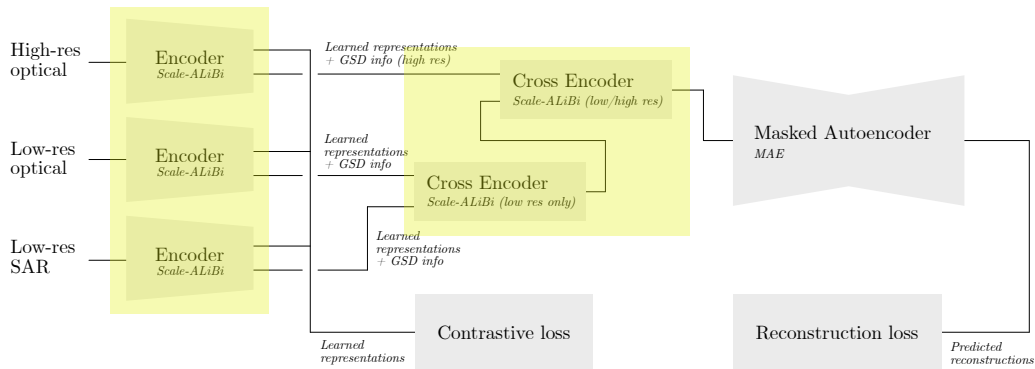 High-res
optical
Encoder
Scale-ALiBi
Learned representations
+ GSD info (high res)
Cross Encoder
Scale-ALiBi (low/high res)
Masked Autoencoder
MAE
Low-res
optical
Encoder
Scale-ALiBi
Learned
representations
+ GSD info
Cross Encoder
Scale-ALiBi (low res only)
Low-res
SAR
Encoder
Scale-ALiBi
Learned
representations
+ GSD info
Learned
representations
Contrastive loss
Reconstruction loss
Predicted
reconstructions